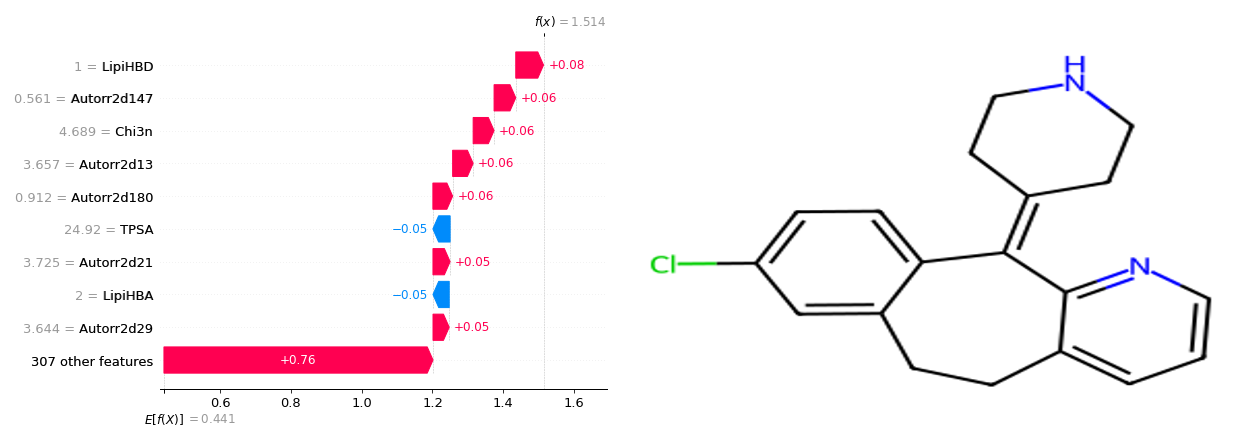 f(x) = 1.514
1 = LipiHBD
+0.08
0.561 = Autorr2d147
+0.06
4.689 = Chi3n
+0.06
3.657 = Autorr2d13
+0.06
0.912 = Autorr2d180
+0.06
24.92 = TPSA
−0.05
3.725 = Autorr2d21
+0.05
2 = LipiHBA
−0.05
3.644 = Autorr2d29
+0.05
307 other features
+0.76
0.6 0.8 1.0 1.2 1.4 1.6
E[f(X)] = 0.441
H
N
Cl
N